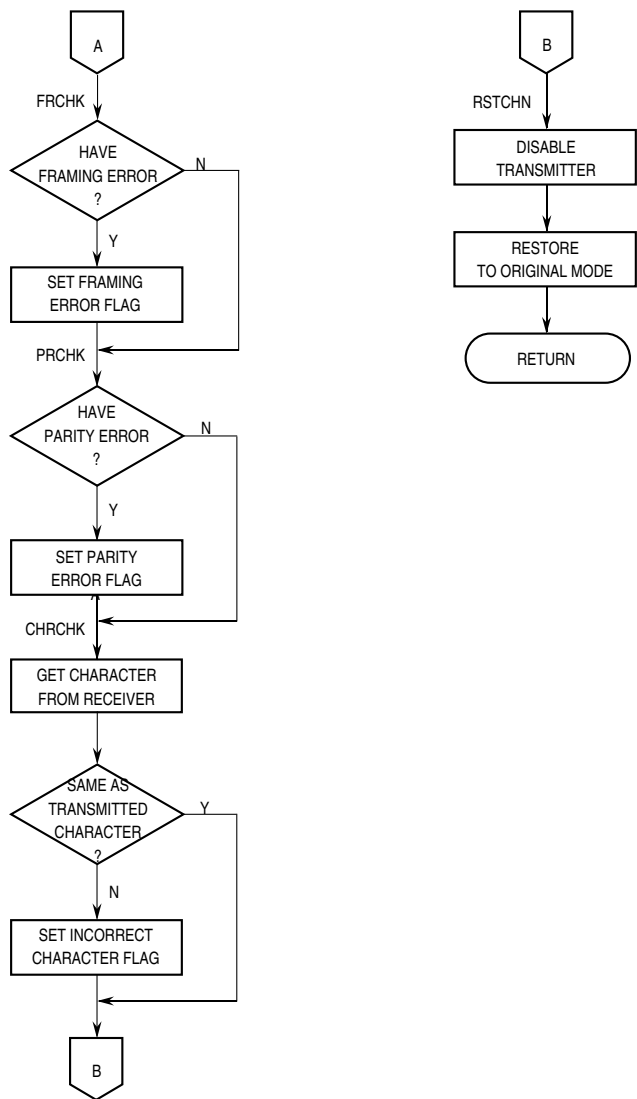 A
FRCHK
HAVE
FRAMING ERROR
?
N
Y
SET FRAMING
ERROR FLAG
PRCHK
HAVE
PARITY ERROR
?
N
Y
SET PARITY
ERROR FLAG
A
CHRCHK
GET CHARACTER
FROM RECEIVER
SAME AS
TRANSMITTED
CHARACTER
?
Y
N
SET INCORRECT
CHARACTER FLAG
B
B
RSTCHN
DISABLE
TRANSMITTER
RESTORE
TO ORIGINAL MODE
RETURN